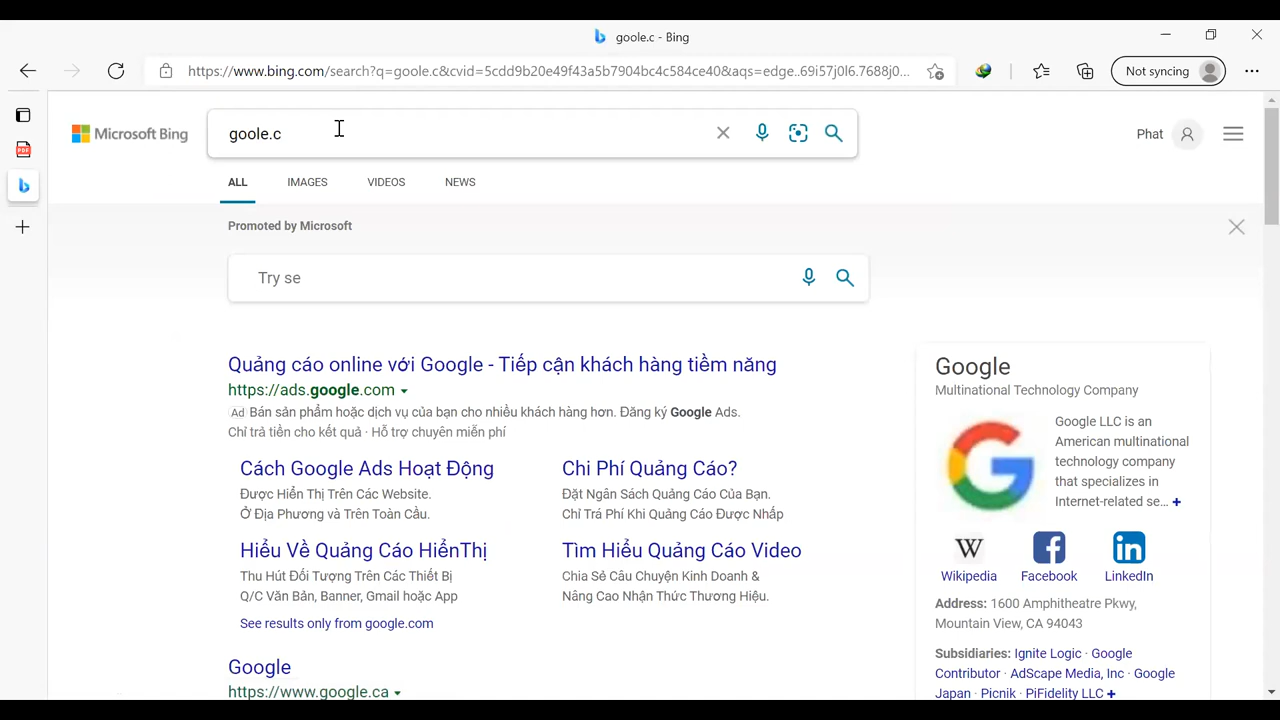 goole.c - Bing
https://www.bing.com/search?q=goole.c&cvid=5cdd9b20e49f43a5b7904bc4c584ce40&aqs=edge..69i57j0l6.7688j0...
Not syncing
Microsoft Bing
goole.c
Phat
ALL IMAGES VIDEOS NEWS
Promoted by Microsoft
Try se
Quảng cáo online với Google - Tiếp cận khách hàng tiềm năng
https://ads.google.com
Ad Bán sản phẩm hoặc dịch vụ của bạn cho nhiều khách hàng hơn. Đăng ký Google Ads.
Chỉ trả tiền cho kết quả · Hỗ trợ chuyên miễn phí
Cách Google Ads Hoạt Động
Được Hiển Thị Trên Các Website.
Ở Địa Phương và Trên Toàn Cầu.
Chi Phí Quảng Cáo?
Đặt Ngân Sách Quảng Cáo Của Bạn.
Chỉ Trả Phí Khi Quảng Cáo Được Nhấp
Hiểu Về Quảng Cáo HiểnThị
Thu Hút Đối Tượng Trên Các Thiết Bị
Q/C Văn Bản, Banner, Gmail hoặc App
Tìm Hiểu Quảng Cáo Video
Chia Sẻ Câu Chuyện Kinh Doanh &
Nâng Cao Nhận Thức Thương Hiệu.
See results only from google.com
Google
https://www.google.ca
Google
Multinational Technology Company
Google LLC is an
American multinational
technology company
that specializes in
Internet-related se... +
Wikipedia Facebook LinkedIn
Address: 1600 Amphitheatre Pkwy,
Mountain View, CA 94043
Subsidiaries: Ignite Logic · Google
Contributor · AdScape Media, Inc · Google
Japan · Picnik · PiFidelity LLC +